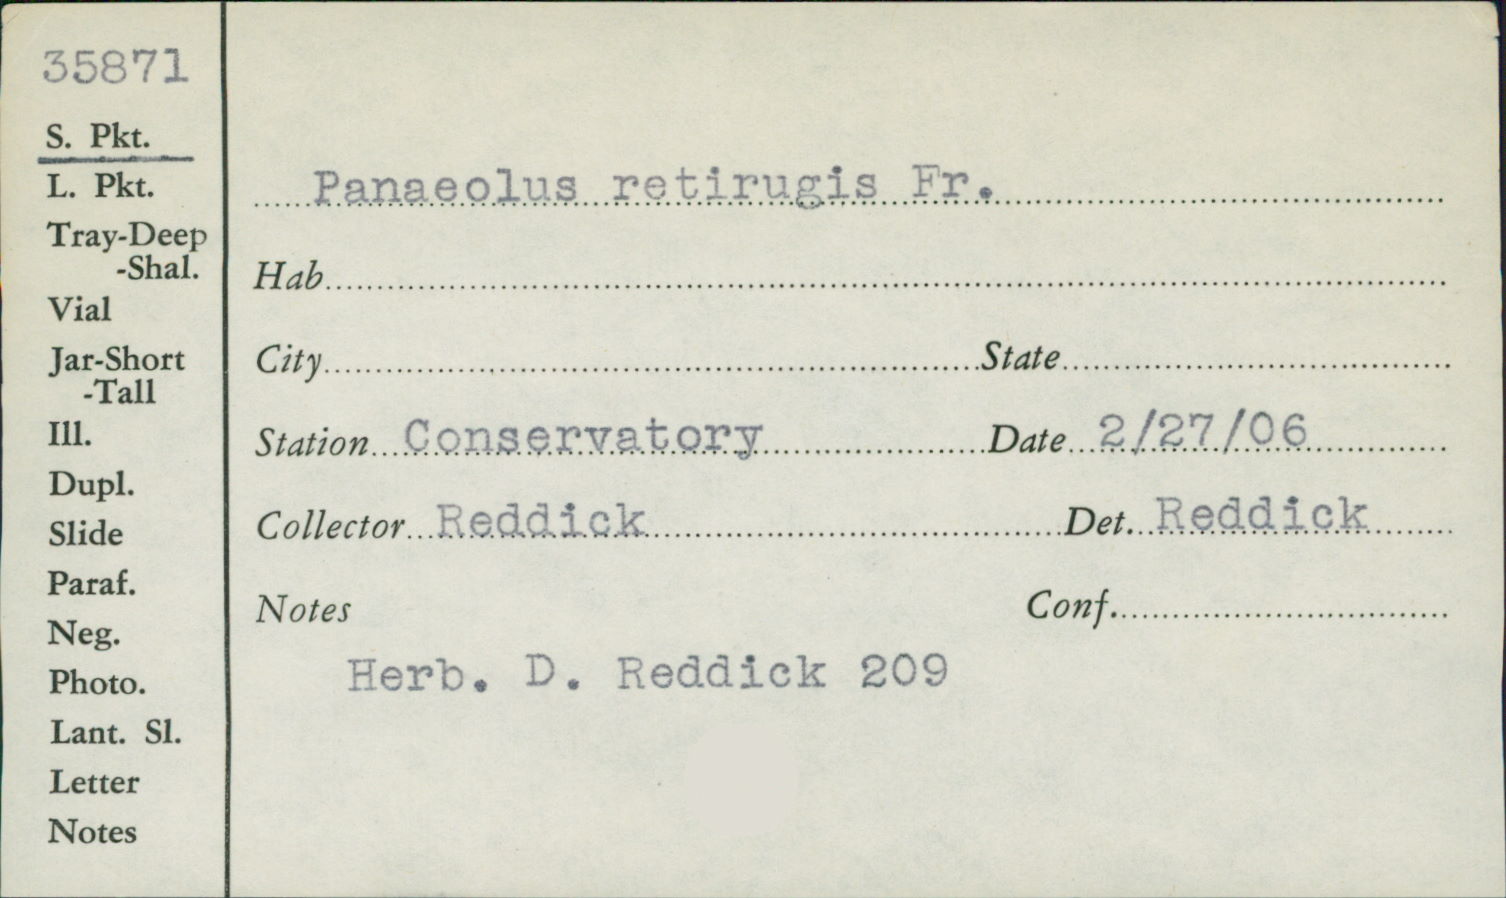 35871
S. Pkt.
L. Pkt.
Tray-Deep
-Shal.
Vial
Jar-Short
-Tall
Ill.
Dupl.
Slide
Paraf.
Neg.
Photo.
Lant. Sl.
Letter
Notes
Panaeolus retirugis Fr.
Hab
City State
Station Conservatory Date 2/27/06
Collector Reddick Det. Reddick
Notes Conf.
Herb. D. Reddick 209